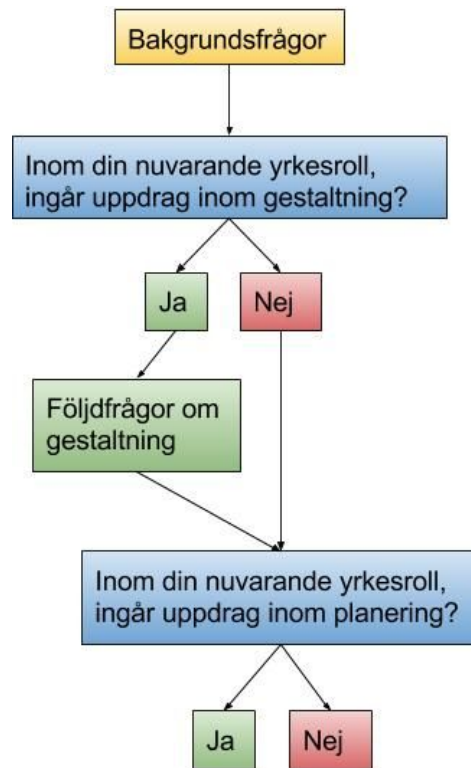 Bakgrundsfrågor
Inom din nuvarande yrkesroll,
ingår uppdrag inom gestaltning?
Ja
Nej
Följdfrågor om
gestaltning
Inom din nuvarande yrkesroll,
ingår uppdrag inom planering?
Ja
Nej